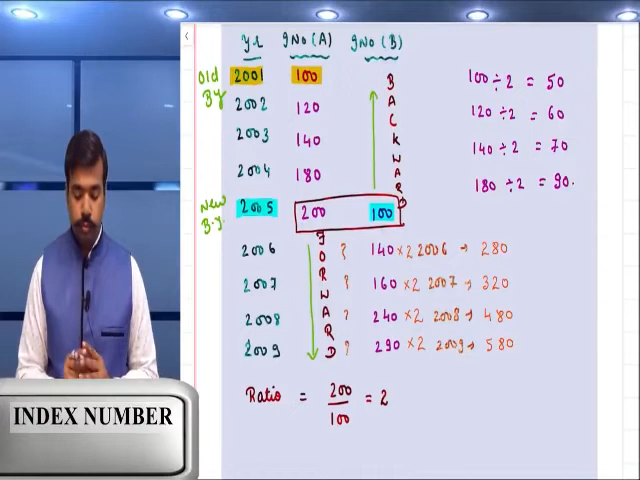 Yr INo (A) INo (B)
Old B.Y 2001 100 100 ÷ 2 = 50
2002 120 120 ÷ 2 = 60
2003 140 140 ÷ 2 = 70
2004 180 180 ÷ 2 = 90.
BACKWARD
New B.Y. 2005 200 100
FORWARD
2006 ? 140 × 2 2006 → 280
2007 ? 160 × 2 2007 → 320
2008 ? 240 × 2 2008 → 480
2009 ? 290 × 2 2009 → 580
Ratio = 200/100 = 2
INDEX NUMBER